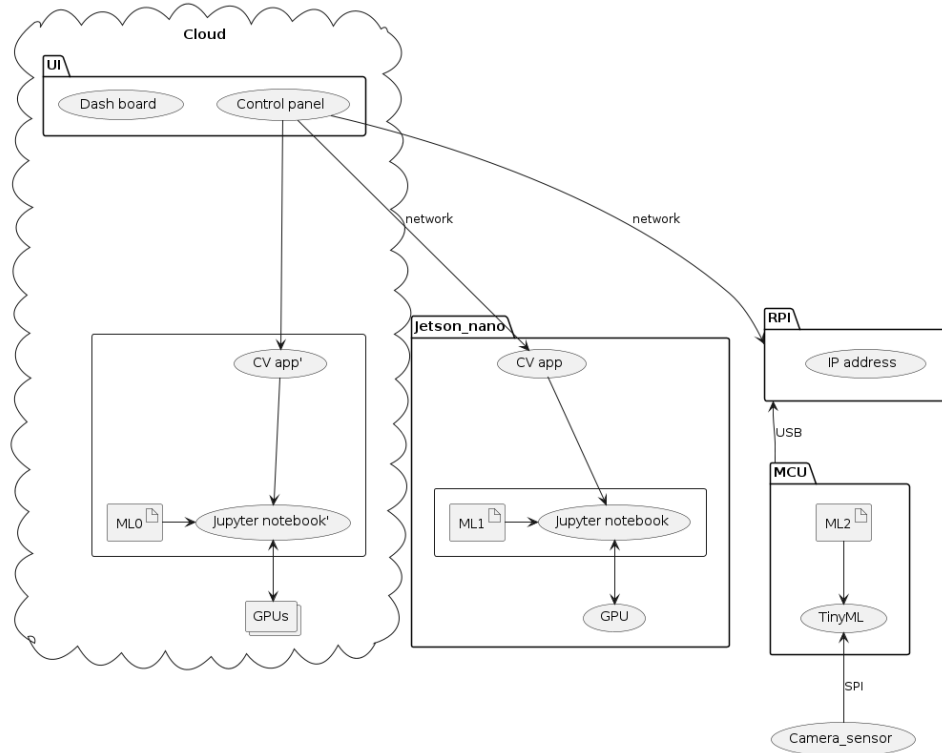 Cloud
UI
Dash board
Control panel
network
network
RPI
Jetson_nano
IP address
CV app'
CV app
USB
MCU
ML0
Jupyter notebook'
ML1
Jupyter notebook
ML2
GPUs
GPU
TinyML
SPI
Camera_sensor